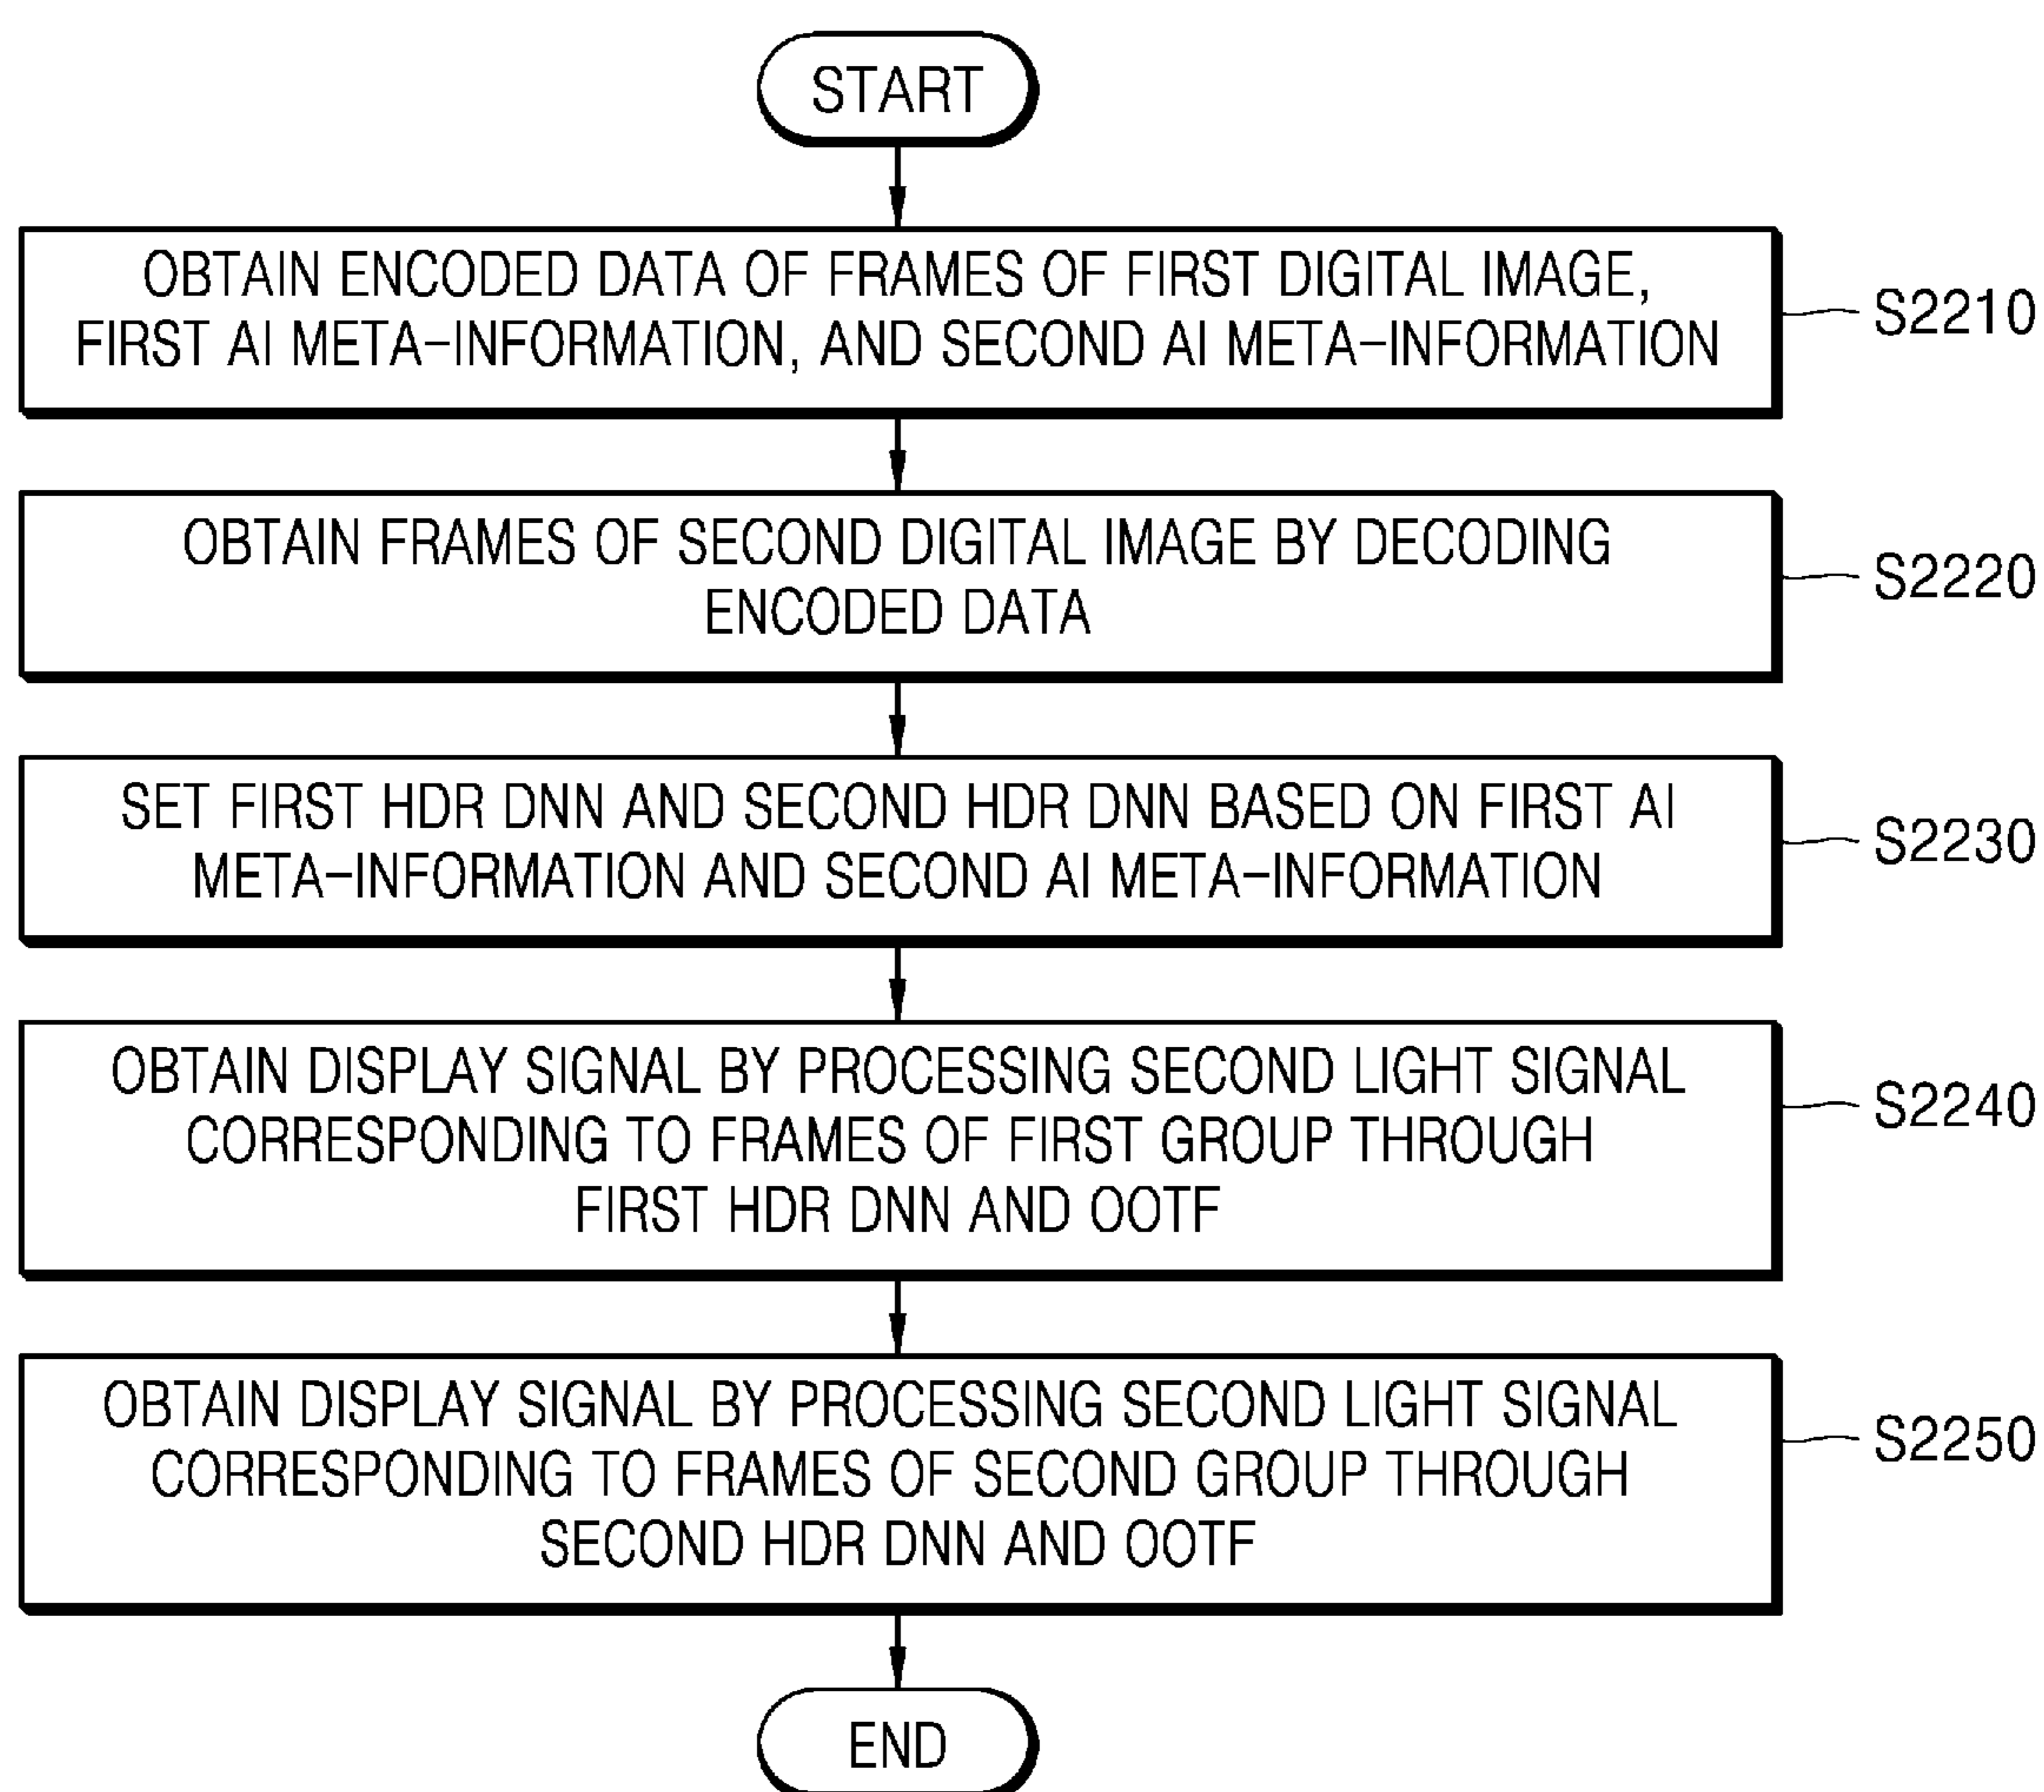 START
OBTAIN ENCODED DATA OF FRAMES OF FIRST DIGITAL IMAGE,
FIRST AI META-INFORMATION, AND SECOND AI META-INFORMATION
S2210
OBTAIN FRAMES OF SECOND DIGITAL IMAGE BY DECODING
ENCODED DATA
S2220
SET FIRST HDR DNN AND SECOND HDR DNN BASED ON FIRST AI
META-INFORMATION AND SECOND AI META-INFORMATION
S2230
OBTAIN DISPLAY SIGNAL BY PROCESSING SECOND LIGHT SIGNAL
CORRESPONDING TO FRAMES OF FIRST GROUP THROUGH
FIRST HDR DNN AND OOTF
S2240
OBTAIN DISPLAY SIGNAL BY PROCESSING SECOND LIGHT SIGNAL
CORRESPONDING TO FRAMES OF SECOND GROUP THROUGH
SECOND HDR DNN AND OOTF
S2250
END